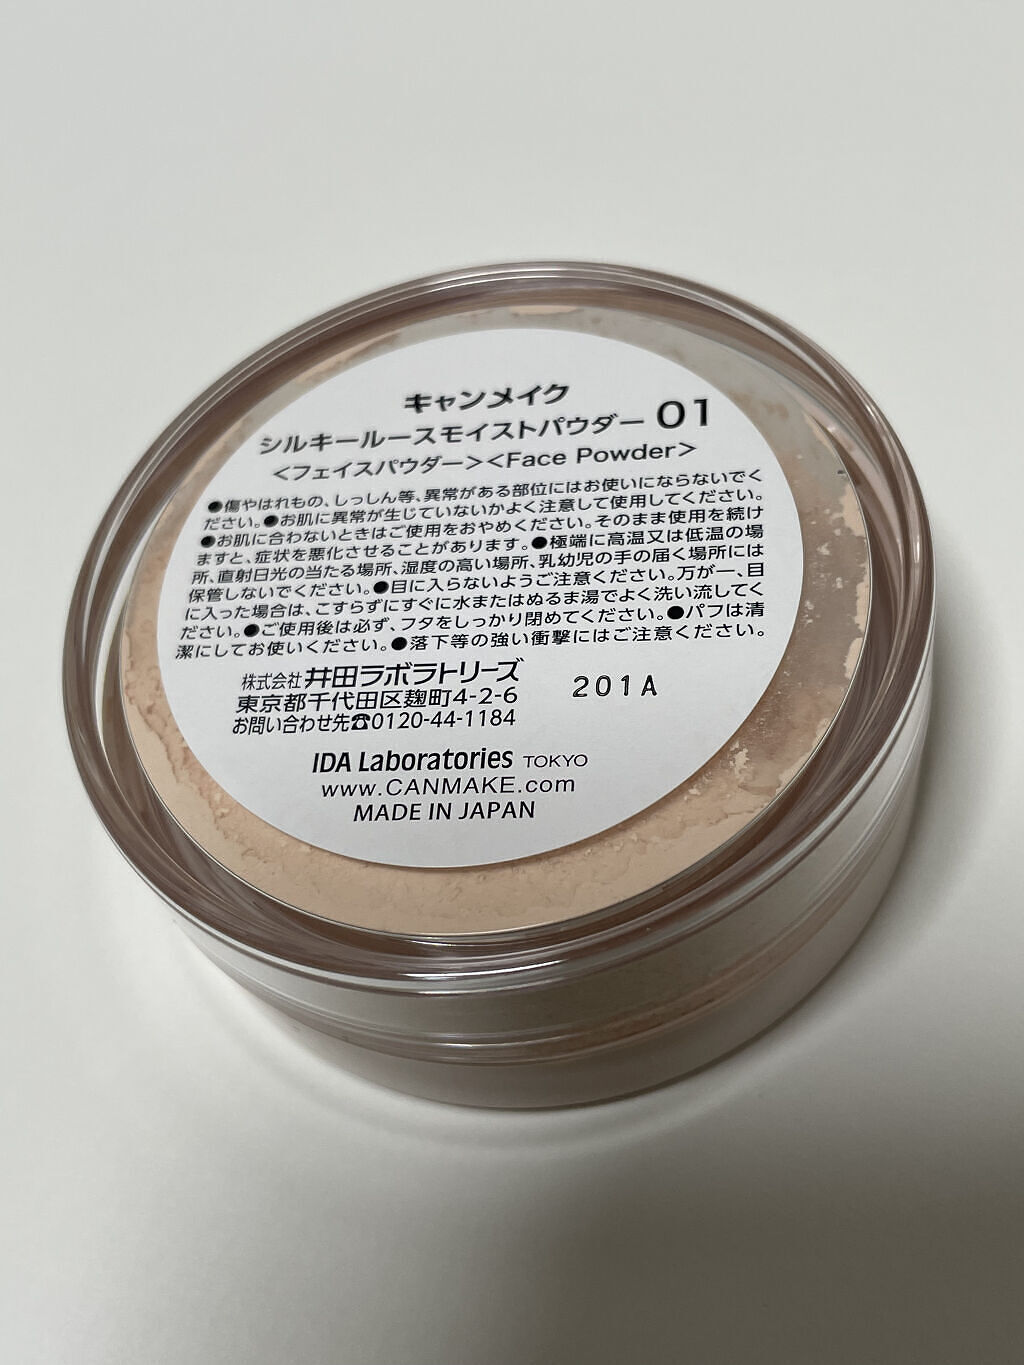 キャンメイク
シルキールースモイストパウダー 01
<フェイスパウダー><Face Powder>
●傷やはれもの、しっしん等、異常がある部位にはお使いにならないでく
ださい。●お肌に異常が生じていないかよく注意して使用してください。
●お肌に合わないときはご使用をおやめください。そのまま使用を続け
ますと、症状を悪化させることがあります。●極端に高温又は低温の場
所、直射日光の当たる場所、湿度の高い場所、乳幼児の手の届く場所には
保管しないでください。●目に入らないようご注意ください。万が一、目
に入った場合は、こすらずにすぐに水またはぬるま湯でよく洗い流してく
ださい。●ご使用後は必ず、フタをしっかり閉めてください。●パフは清
潔にしてお使いください。●落下等の強い衝撃にはご注意ください。
株式会社 井田ラボラトリーズ
東京都千代田区麹町4-2-6
お問い合わせ先☎0120-44-1184
201A
IDA Laboratories TOKYO
www.CANMAKE.com
MADE IN JAPAN